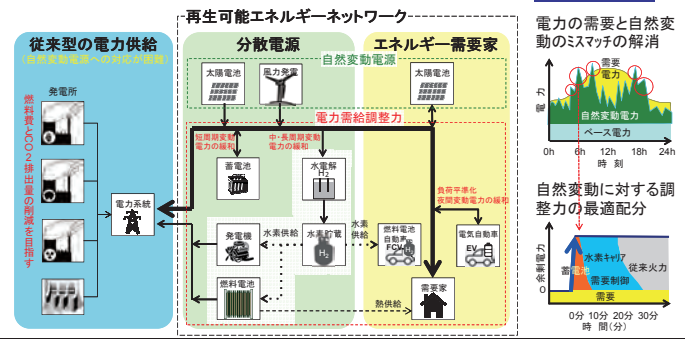 再生可能エネルギーネットワーク
従来型の電力供給
(自然変動電源への対応が困難)
発電所
燃料費とCO2排出量の削減を目指す
電力系統
分散電源
エネルギー需要家
自然変動電源
太陽電池
風力発電
太陽電池
電力需給調整力
短周期変動
電力の緩和
中・長周期変動
電力の緩和
蓄電池
水電解
H2
負荷平準化
夜間変動電力の緩和
発電機
水素供給
水素貯蔵
H2
水素
供給
燃料電池
自動車
FCV
H2
電気自動車
EV
燃料電池
熱供給
需要家
電力の需要と自然変
動のミスマッチの解消
電力
需要
電力
自然変動電力
ベース電力
0h 6h 12h 18h 24h
時 刻
自然変動に対する調
整力の最適配分
余剰電力
0
蓄電池
水素キャリア
需要制御
従来火力
需要
0分 10分 20分 30分
時 間(分)